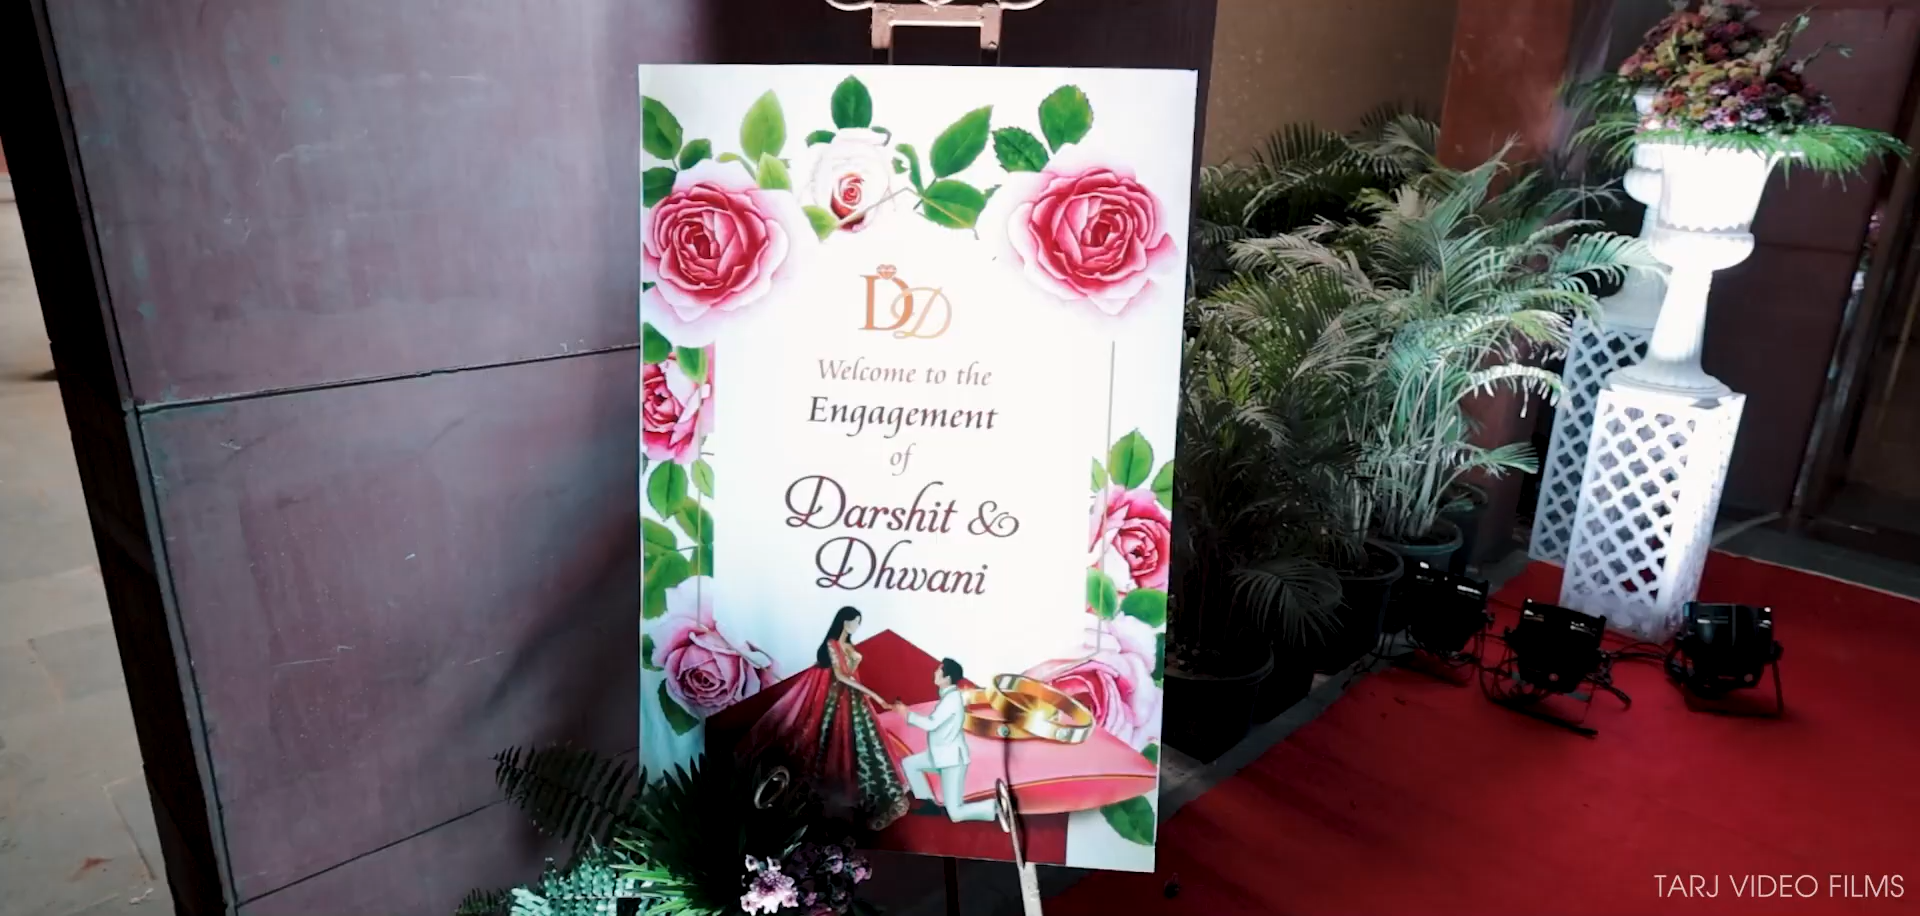 DD
Welcome to the
Engagement
of
Darshit &
Dhwani
TARJ VIDEO FILMS